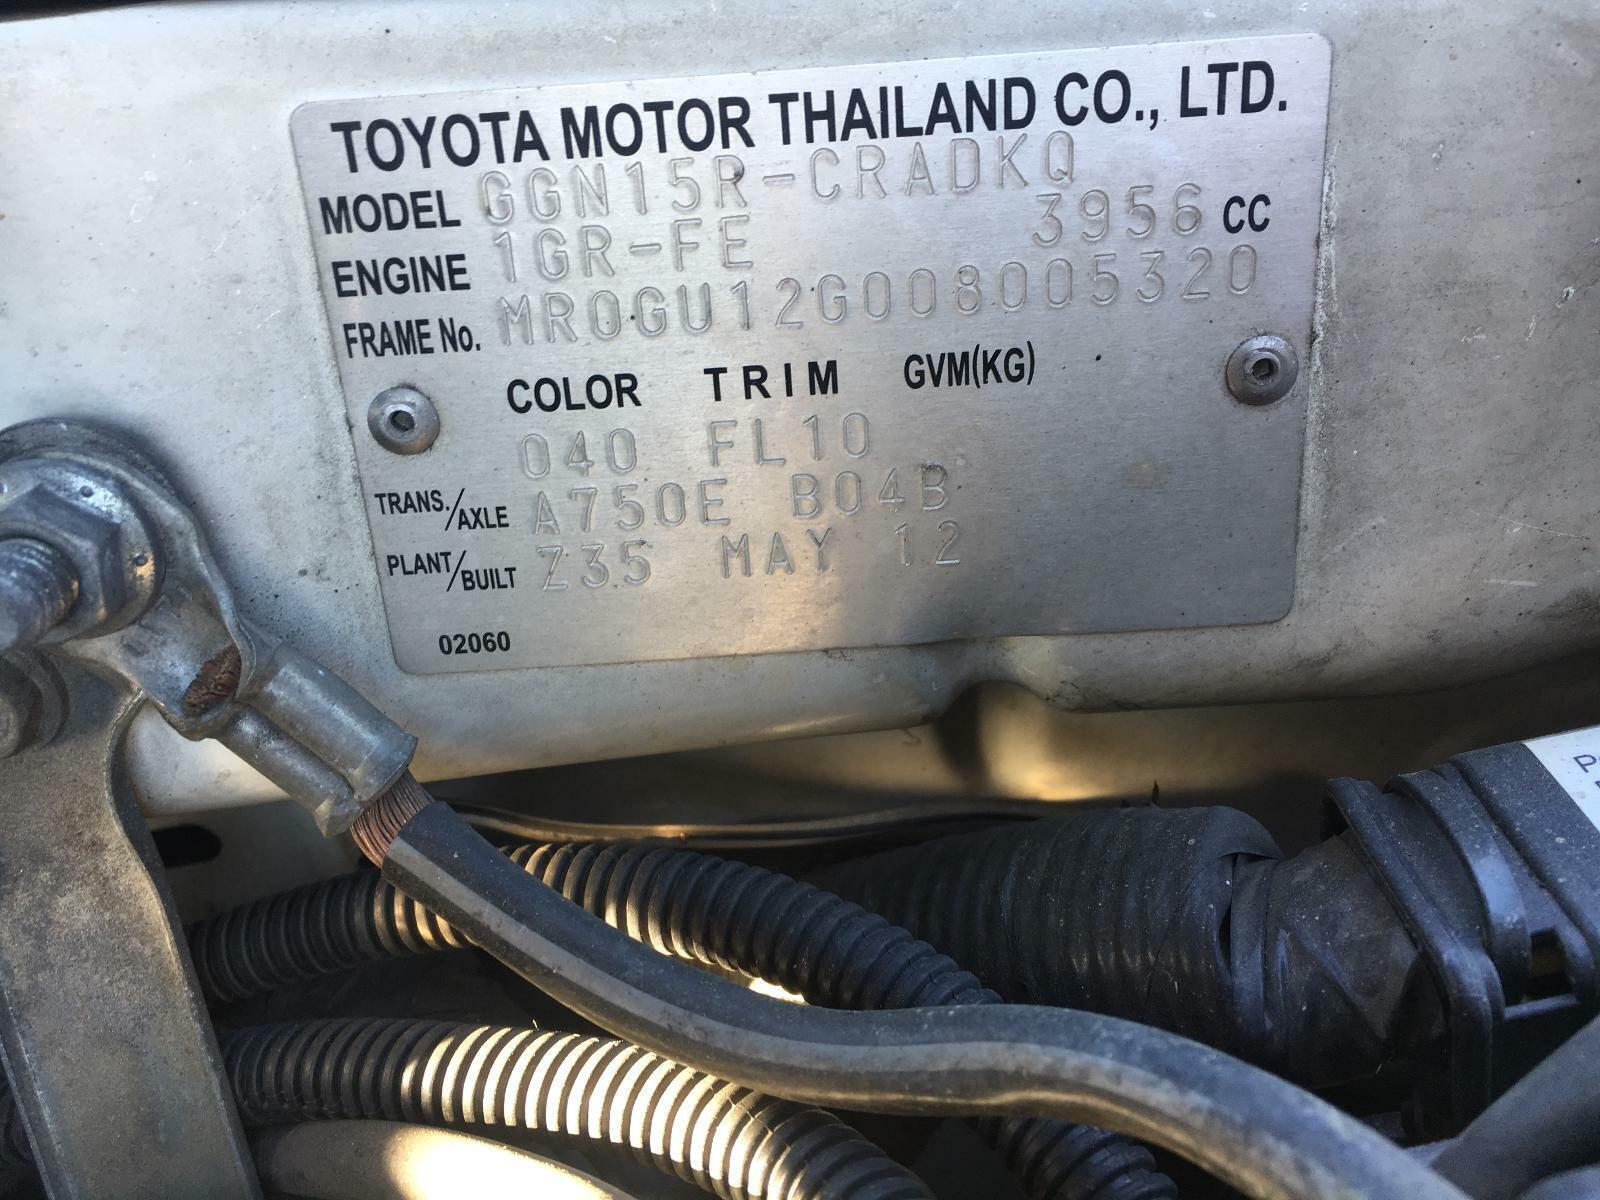 TOYOTA MOTOR THAILAND CO., LTD.
MODEL GGN15R-CRADKQ
ENGINE 1GR-FE 3956 CC
FRAME No. MR0GU12G008005320
COLOR TRIM GVM(KG)
040 FL10
TRANS./AXLE A750E B04B
PLANT/BUILT Z35 MAY 12
02060